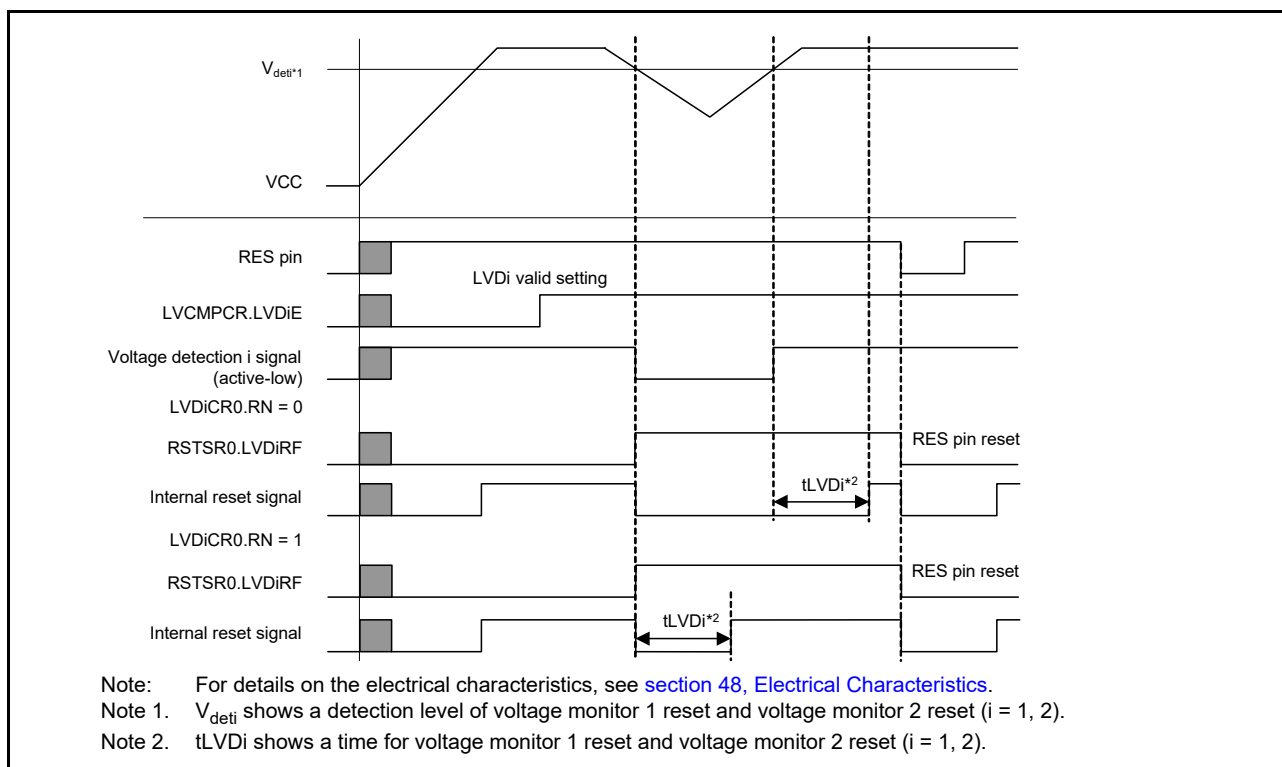 Vdeti*1
VCC
RES pin
LVDi valid setting
LVCMPCR.LVDiE
Voltage detection i signal
(active-low)
LVDiCR0.RN = 0
RSTSR0.LVDiRF
RES pin reset
tLVDi*2
Internal reset signal
LVDiCR0.RN = 1
RSTSR0.LVDiRF
RES pin reset
tLVDi*2
Internal reset signal
Note: For details on the electrical characteristics, see section 48, Electrical Characteristics.
Note 1. Vdeti shows a detection level of voltage monitor 1 reset and voltage monitor 2 reset (i = 1, 2).
Note 2. tLVDi shows a time for voltage monitor 1 reset and voltage monitor 2 reset (i = 1, 2).